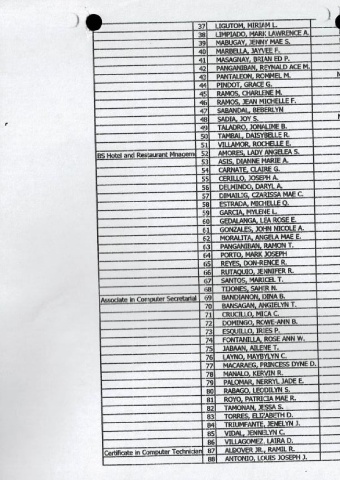 37 LIGUTOM, MIRIAM L.
38 LIMPIADO, MARK LAWRENCE A.
39 MABUGAY, JENNY MAE S.
40 MARBELLA, JAYVEE F.
41 MASAGNAY, BRIAN ED P.
42 PANGANIBAN, REYNALD ACE M.
43 PANTALEON, ROMMEL M.
44 PINDOT, GRACE G.
45 RAMOS, CHARLENE M.
46 RAMOS, JEAN MICHELLE F.
47 SABANDAL, BEBERLYN
48 SADIA, JOY S.
49 TALADRO, JONALINE B.
50 TAMBAL, DAISYBELLE R.
51 VILLAMOR, ROCHELLE E.
BS Hotel and Restaurant Mnagem 52 AMORES, LADY ANGELEA S.
53 ASIS, DIANNE MARIE A.
54 CARNATE, CLAIRE G.
55 CERILLO, JOSEPH A.
56 DELMINDO, DARYL A.
57 DIMAILIG, CZARISSA MAE C.
58 ESTRADA, MICHELLE Q.
59 GARCIA, MYLENE L.
60 GEDALANGA, LEA ROSE E.
61 GONZALES, JOHN NICOLE A.
62 MORALITA, ANGELA MAE E.
63 PANGANIBAN, RAMON T.
64 PORTO, MARK JOSEPH
65 REYES, DON-RENCE R.
66 RUTAQUIO, JENNIFER R.
67 SANTOS, MARICEL T.
68 TIJONES, SAHIR N.
Associate in Computer Secretarial 69 BANDIANON, DINA B.
70 BANSAGAN, ANGIELYN T.
71 CRUCILLO, MICA C.
72 DOMINGO, ROWE-ANN B.
73 ESQUILLO, IRIES P.
74 FONTANILLA, ROSE ANN W.
75 JABAAN, AILENE T.
76 LAYNO, MAYBYLYN C.
77 MACARAEG, PRINCESS DYNE D.
78 MANALO, KERVIN R.
79 PALOMAR, NERRYL JADE E.
80 RABAGO, LEODILYN S.
81 ROYO, PATRICIA MAE R.
82 TAMONAN, JESSA S.
83 TORRES, ELIZABETH D.
84 TRIUMFANTE, JENELYN J.
85 VIDAL, JENNELYN C.
86 VILLAGOMEZ, LAIRA D.
Certificate in Computer Technician 87 ALBOVER JR., RAMIL R.
88 ANTONIO, LOUIS JOSEPH J.